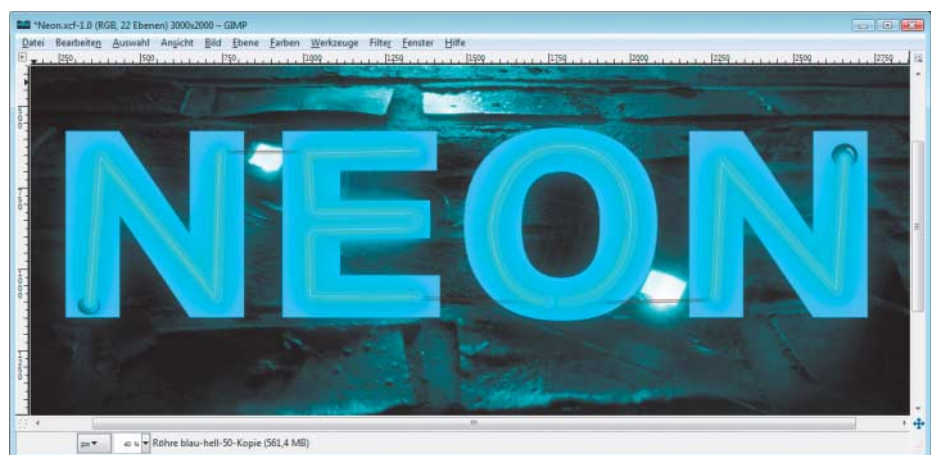 *Neon.xcf-1.0 (RGB, 22 Ebenen) 3000x2000 – GIMP
Datei Bearbeiten Auswahl Ansicht Bild Ebene Farben Werkzeuge Filter Fenster Hilfe
250 500 750 1000 1250 1500 1750 2000 2250 2500 2750
NEON
px 40 % Röhre blau-hell-50-Kopie (561,4 MB)